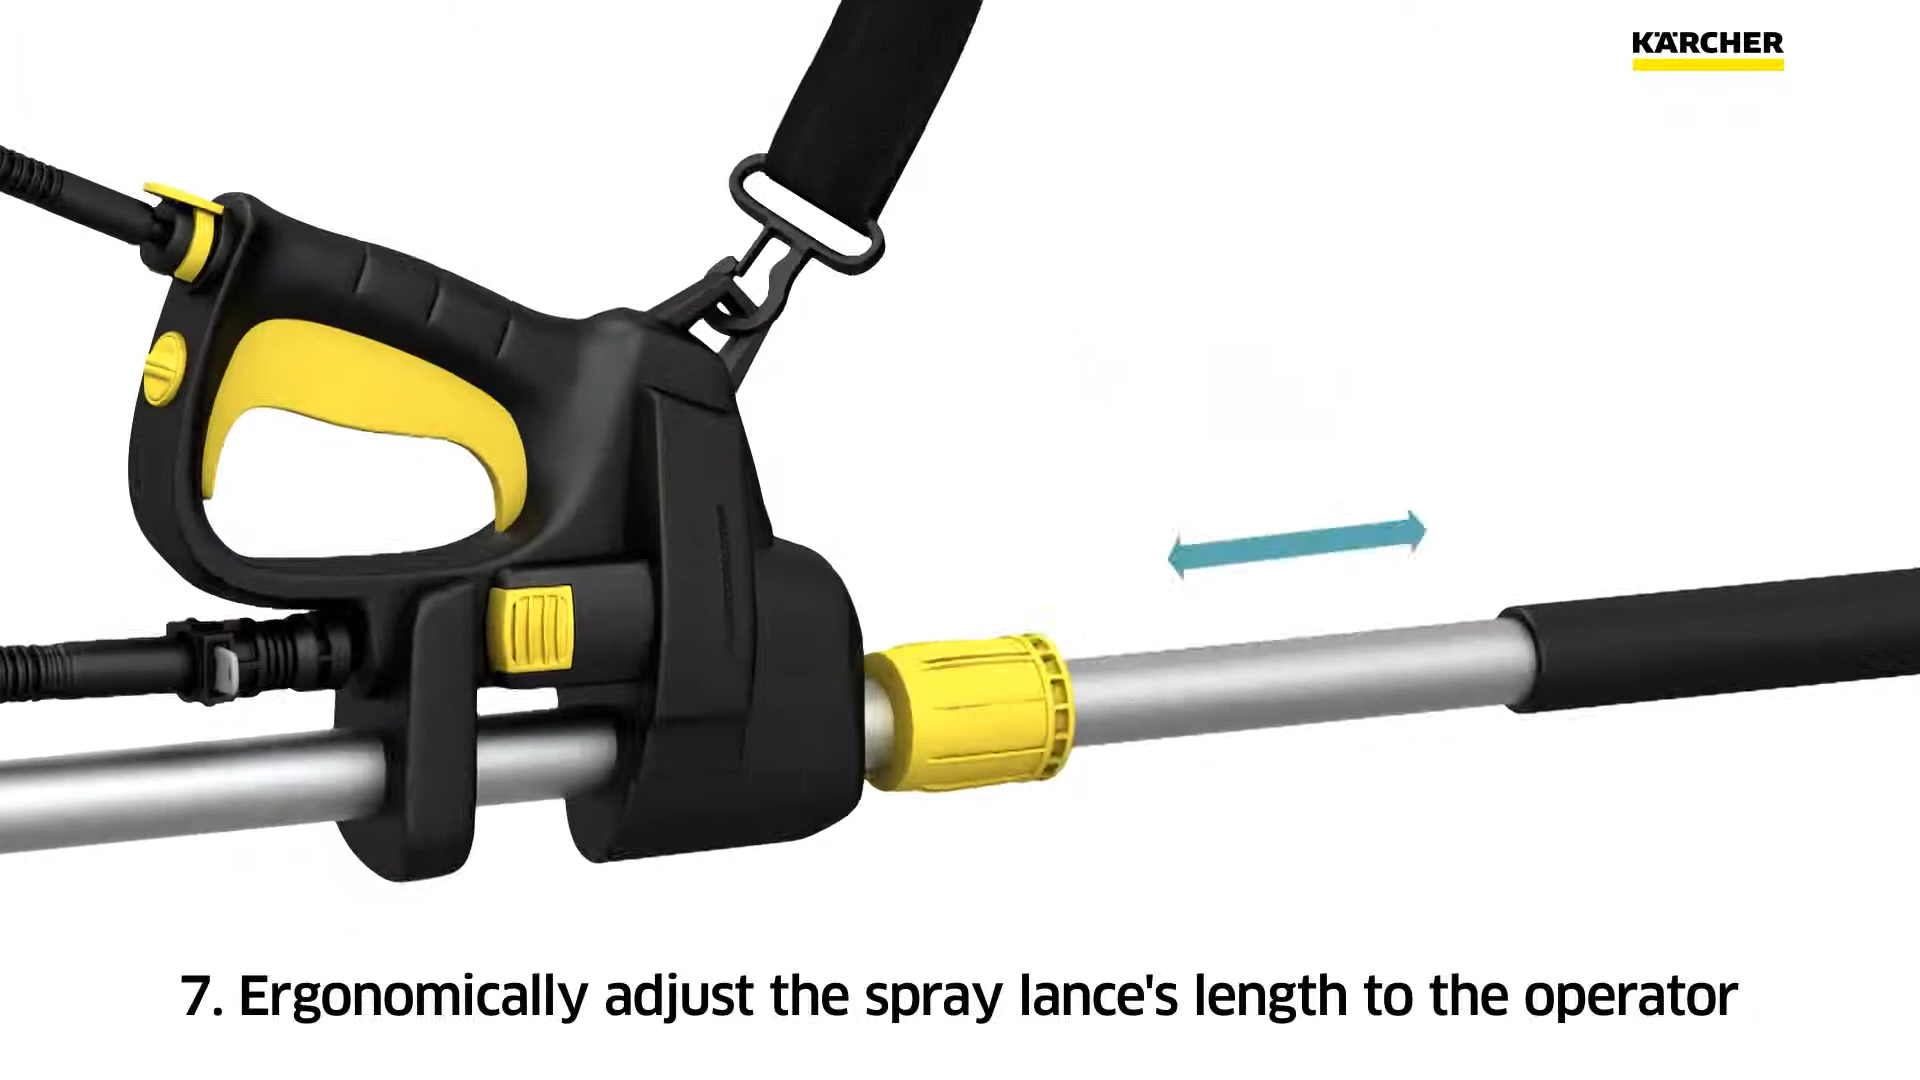 KÄRCHER
7. Ergonomically adjust the spray lance's length to the operator